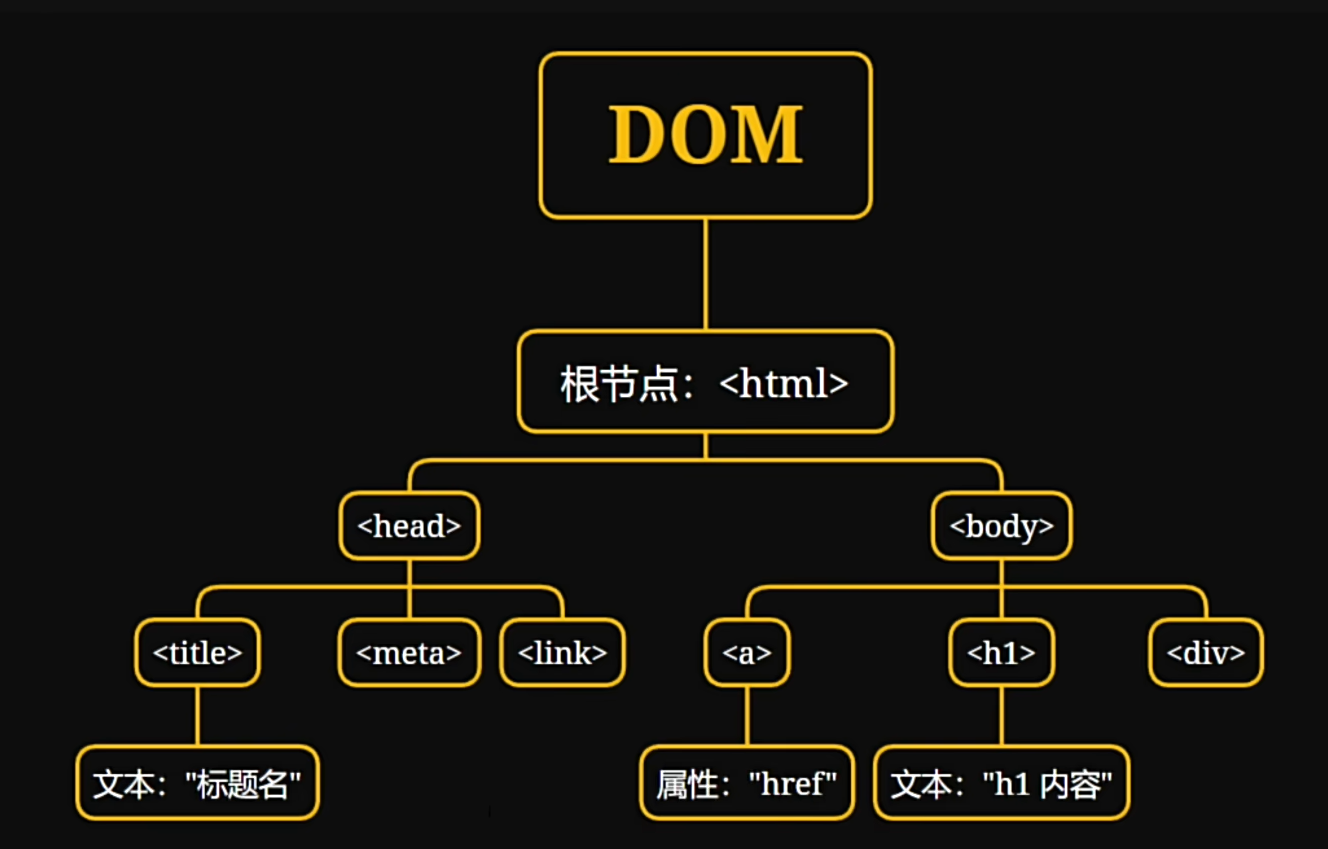 DOM
根节点：<html>
<head>
<body>
<title>
<meta>
<link>
<a>
<h1>
<div>
文本："标题名"
属性："href"
文本："h1 内容"